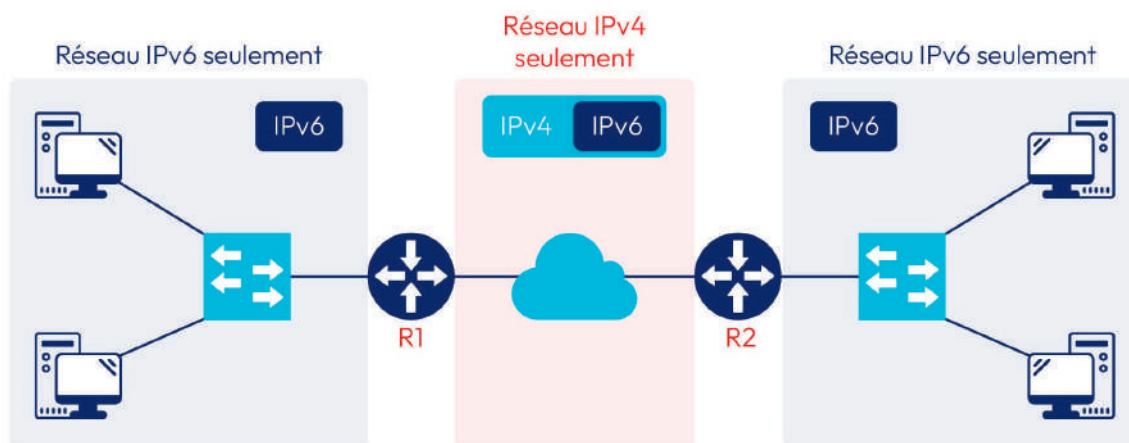 Réseau IPv6 seulement
Réseau IPv4
seulement
Réseau IPv6 seulement
IPv6
IPv4 IPv6
IPv6
R1
R2